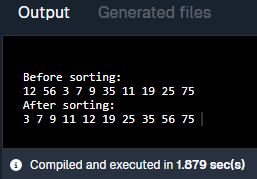 Output Generated files
Before sorting:
12 56 3 7 9 35 11 19 25 75
After sorting:
3 7 9 11 12 19 25 35 56 75
Compiled and executed in 1.879 sec(s)